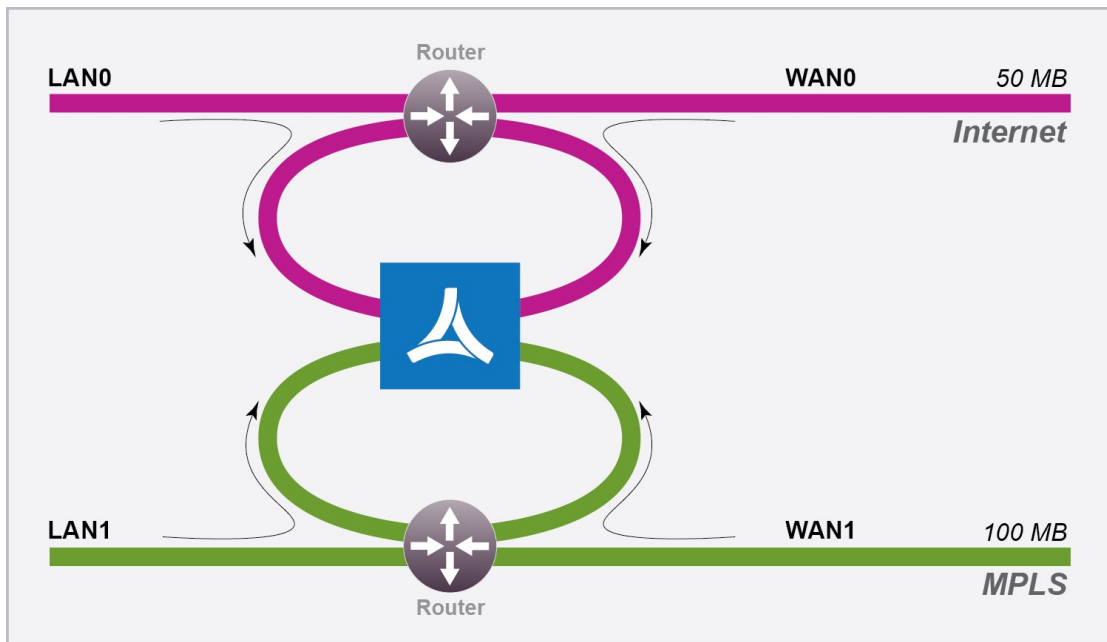 Router
LAN0
WAN0
50 MB
Internet
LAN1
WAN1
100 MB
MPLS
Router